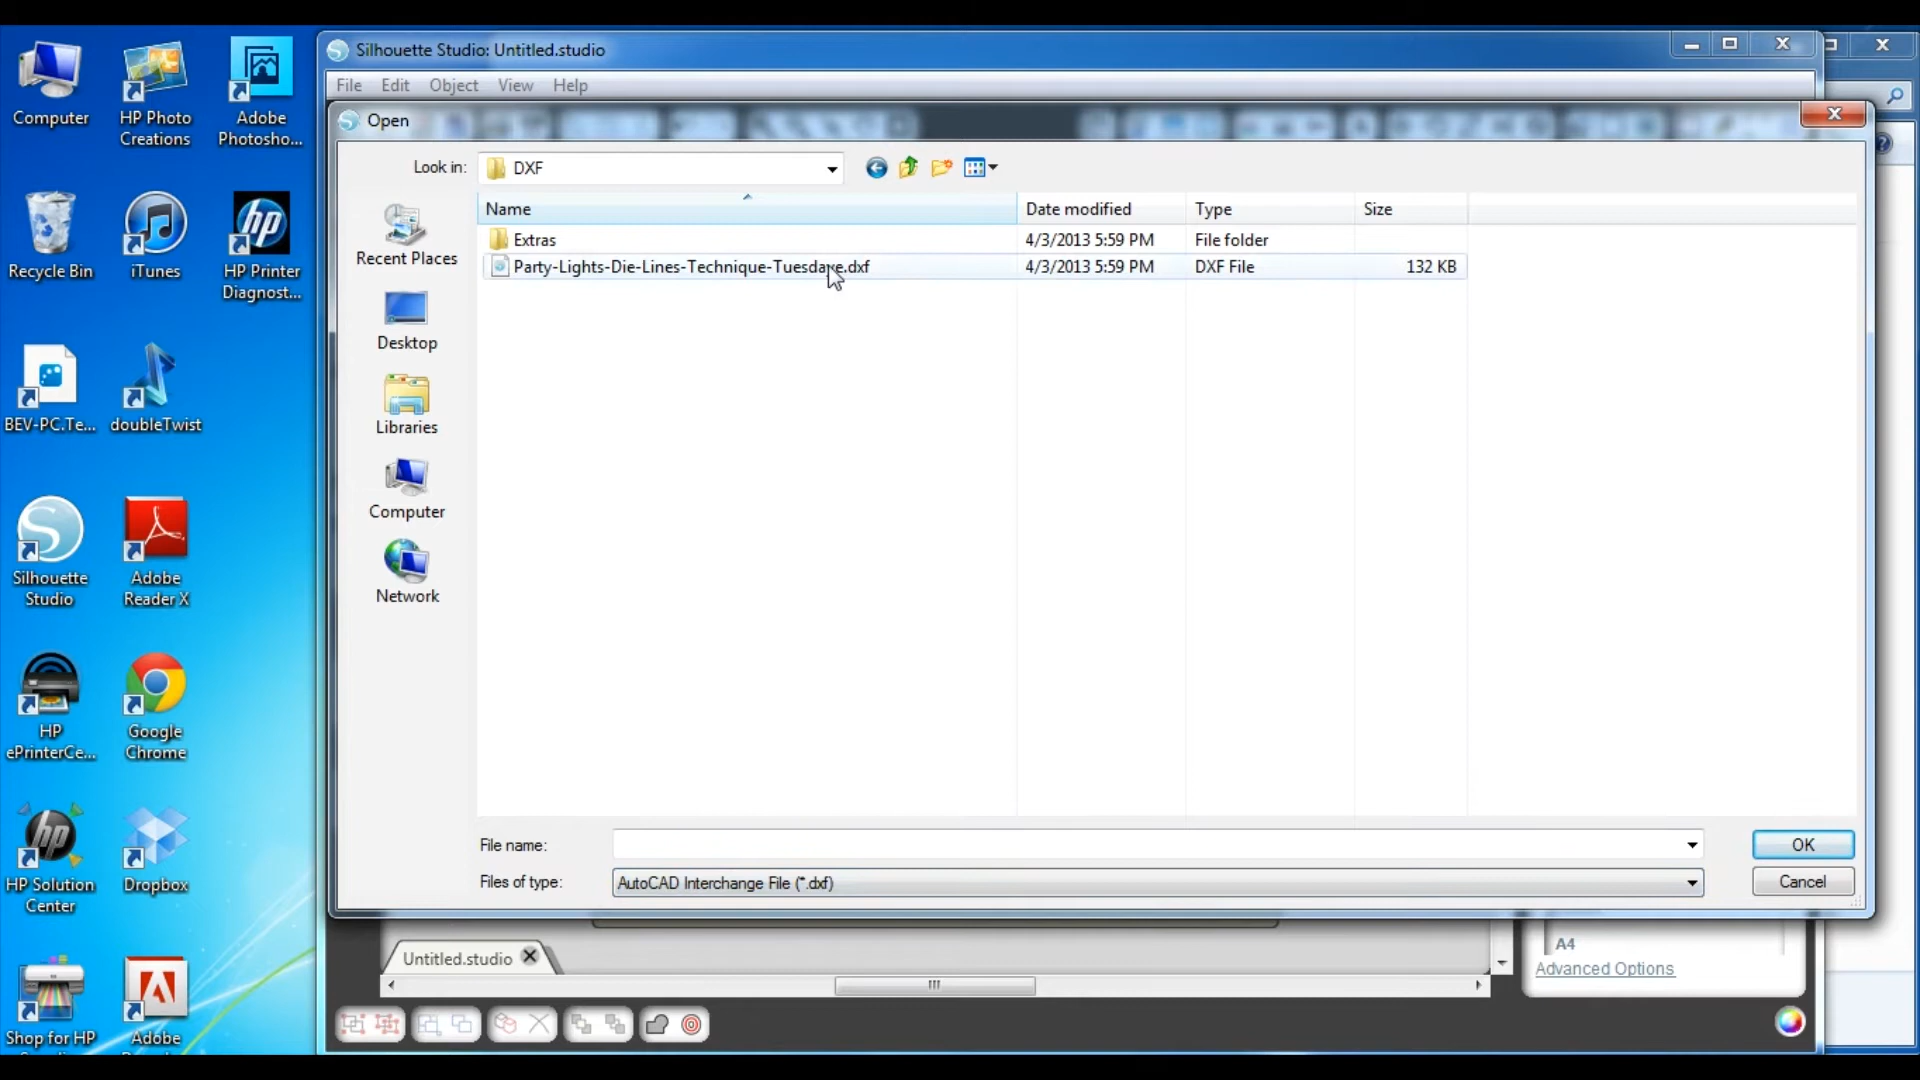 Silhouette Studio: Untitled.studio
File Edit Object View Help
Open
Look in: DXF
Name Date modified Type Size
Extras 4/3/2013 5:59 PM File folder
Party-Lights-Die-Lines-Technique-Tuesdays.dxf 4/3/2013 5:59 PM DXF File 132 KB
Recent Places
Desktop
Libraries
Computer
Network
File name:
OK
Files of type: AutoCAD Interchange File (*.dxf)
Cancel
Untitled.studio
A4
Advanced Options
Computer
HP Photo
Creations
Adobe
Photosho...
Recycle Bin
iTunes
HP Printer
Diagnost...
BEV-PC.Te...
doubleTwist
Silhouette
Studio
Adobe
Reader X
HP
ePrinterCe...
Google
Chrome
HP Solution
Center
Dropbox
Shop for HP
Adobe